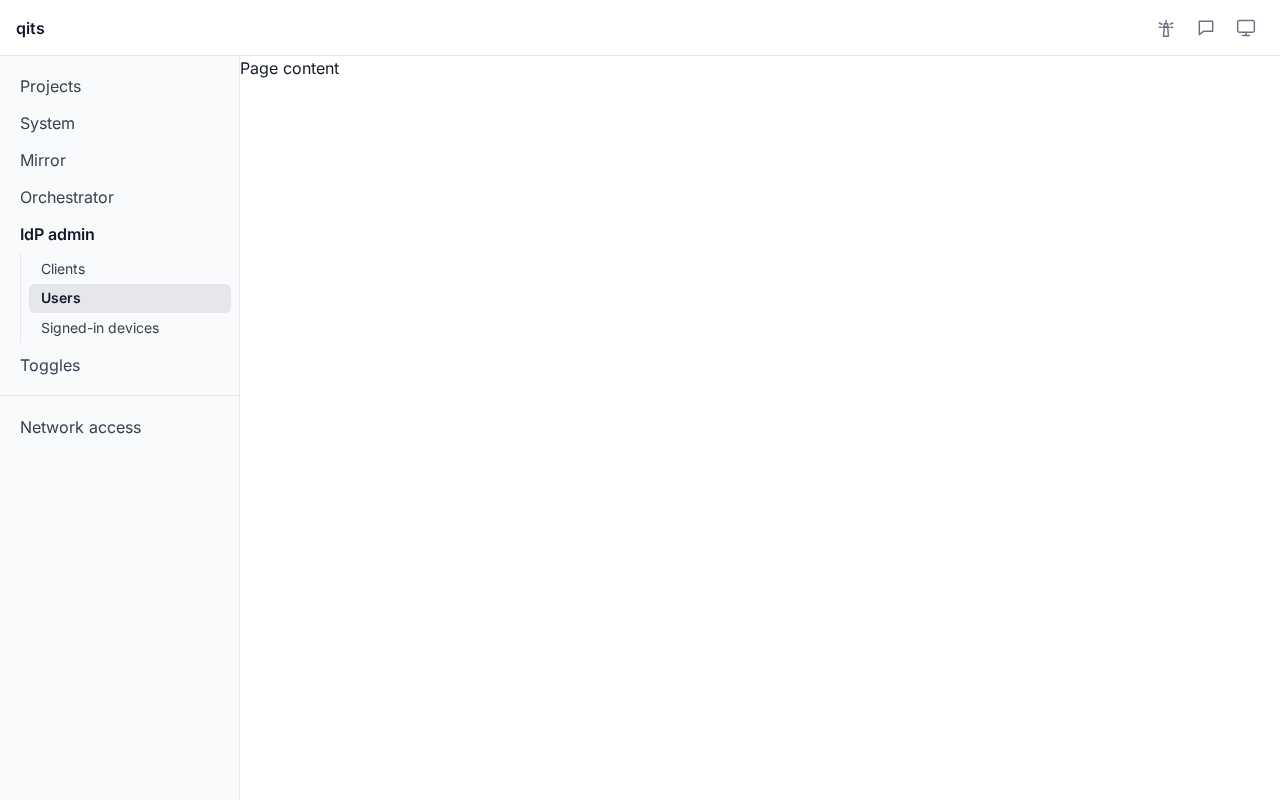 qits
Projects
System
Mirror
Orchestrator
IdP admin
Clients
Users
Signed-in devices
Toggles
Network access
Page content